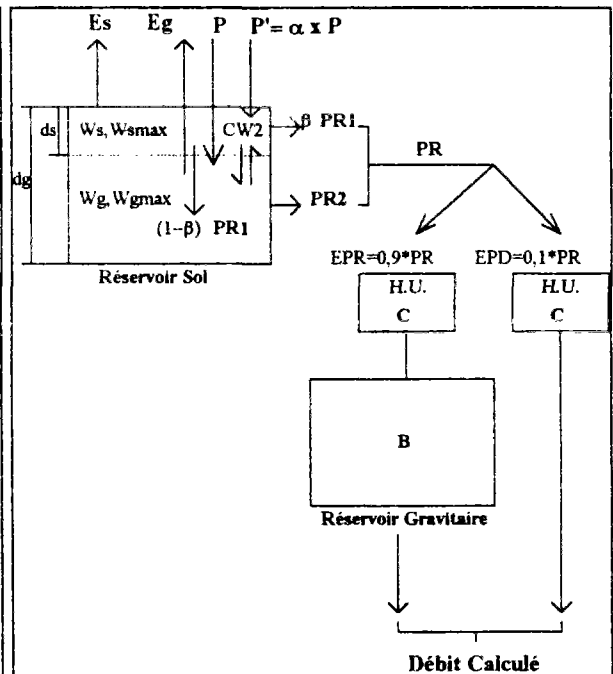 Es Eg P P'= α x P
ds Ws, Wsmax CW2 β PR1
PR
dg Wg, Wgmax PR2
(1-β) PR1
Réservoir Sol
EPR=0,9*PR EPD=0,1*PR
H.U. H.U.
C C
B
Réservoir Gravitaire
Débit Calculé